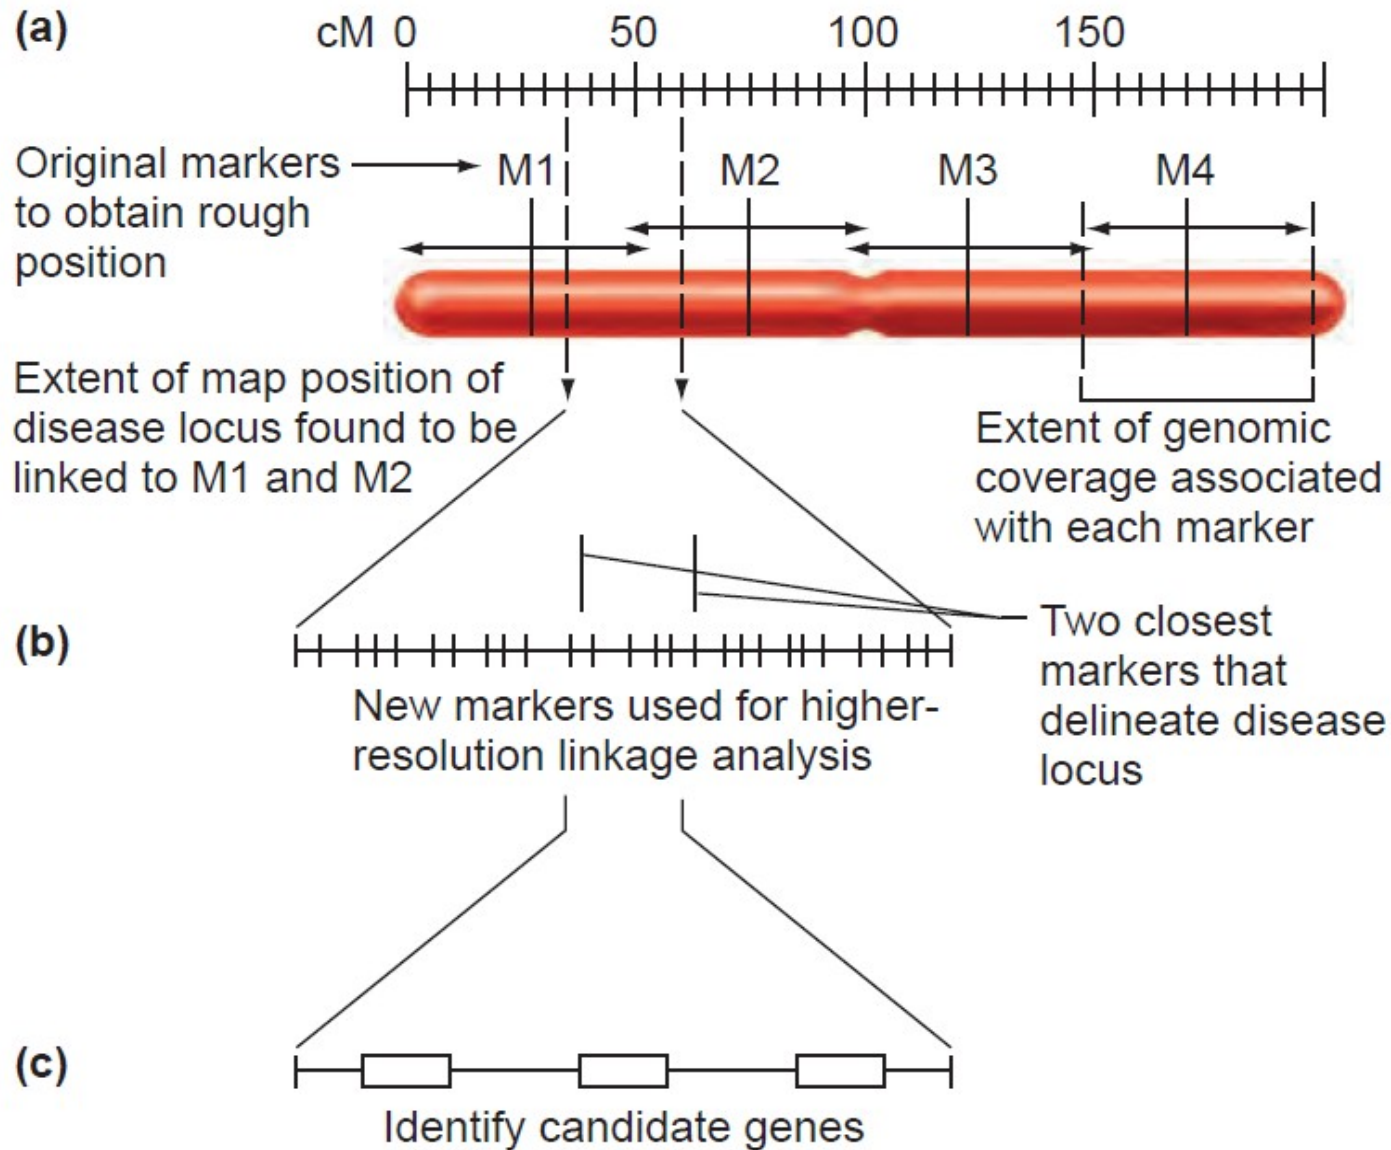 (a)
cM 0 50 100 150
Original markers
to obtain rough
position
M1 M2 M3 M4
Extent of map position of
disease locus found to be
linked to M1 and M2
Extent of genomic
coverage associated
with each marker
(b)
Two closest
markers that
delineate disease
locus
New markers used for higher-
resolution linkage analysis
(c)
Identify candidate genes